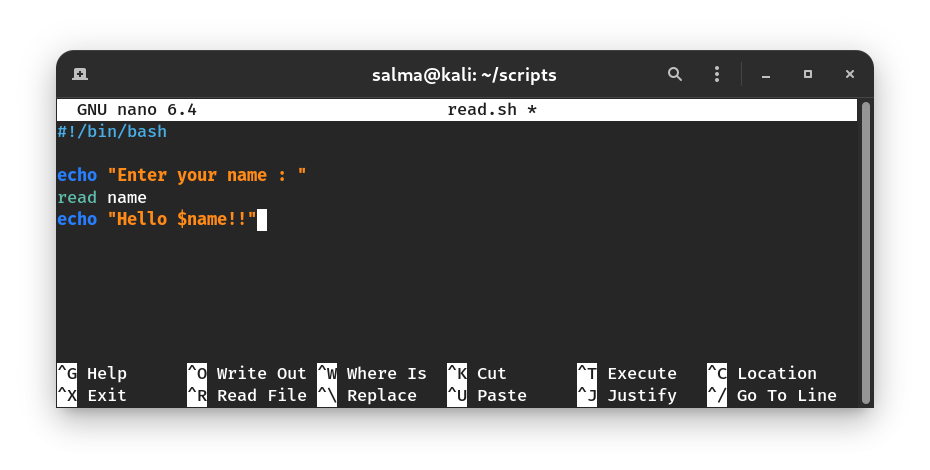 salma@kali: ~/scripts
GNU nano 6.4 read.sh *
#!/bin/bash
echo "Enter your name : "
read name
echo "Hello $name!!"
^G Help ^O Write Out ^W Where Is ^K Cut ^T Execute ^C Location
^X Exit ^R Read File ^\ Replace ^U Paste ^J Justify ^/ Go To Line